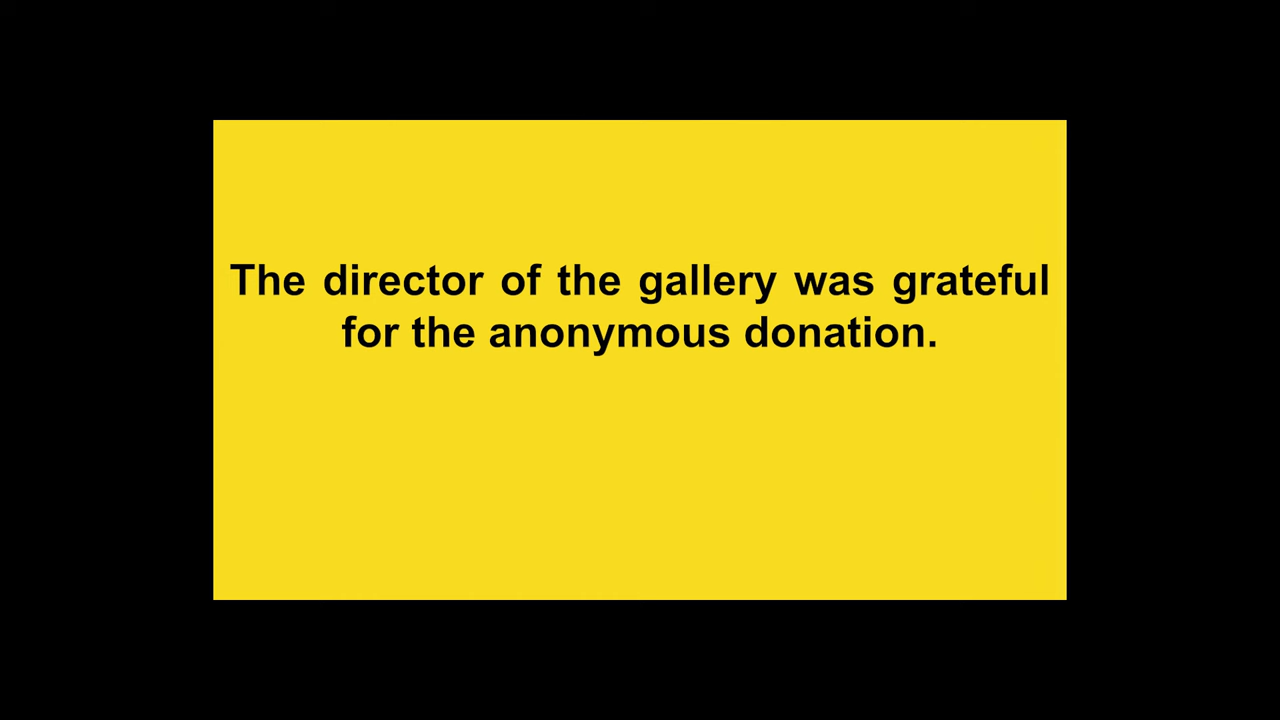 The director of the gallery was grateful
for the anonymous donation.